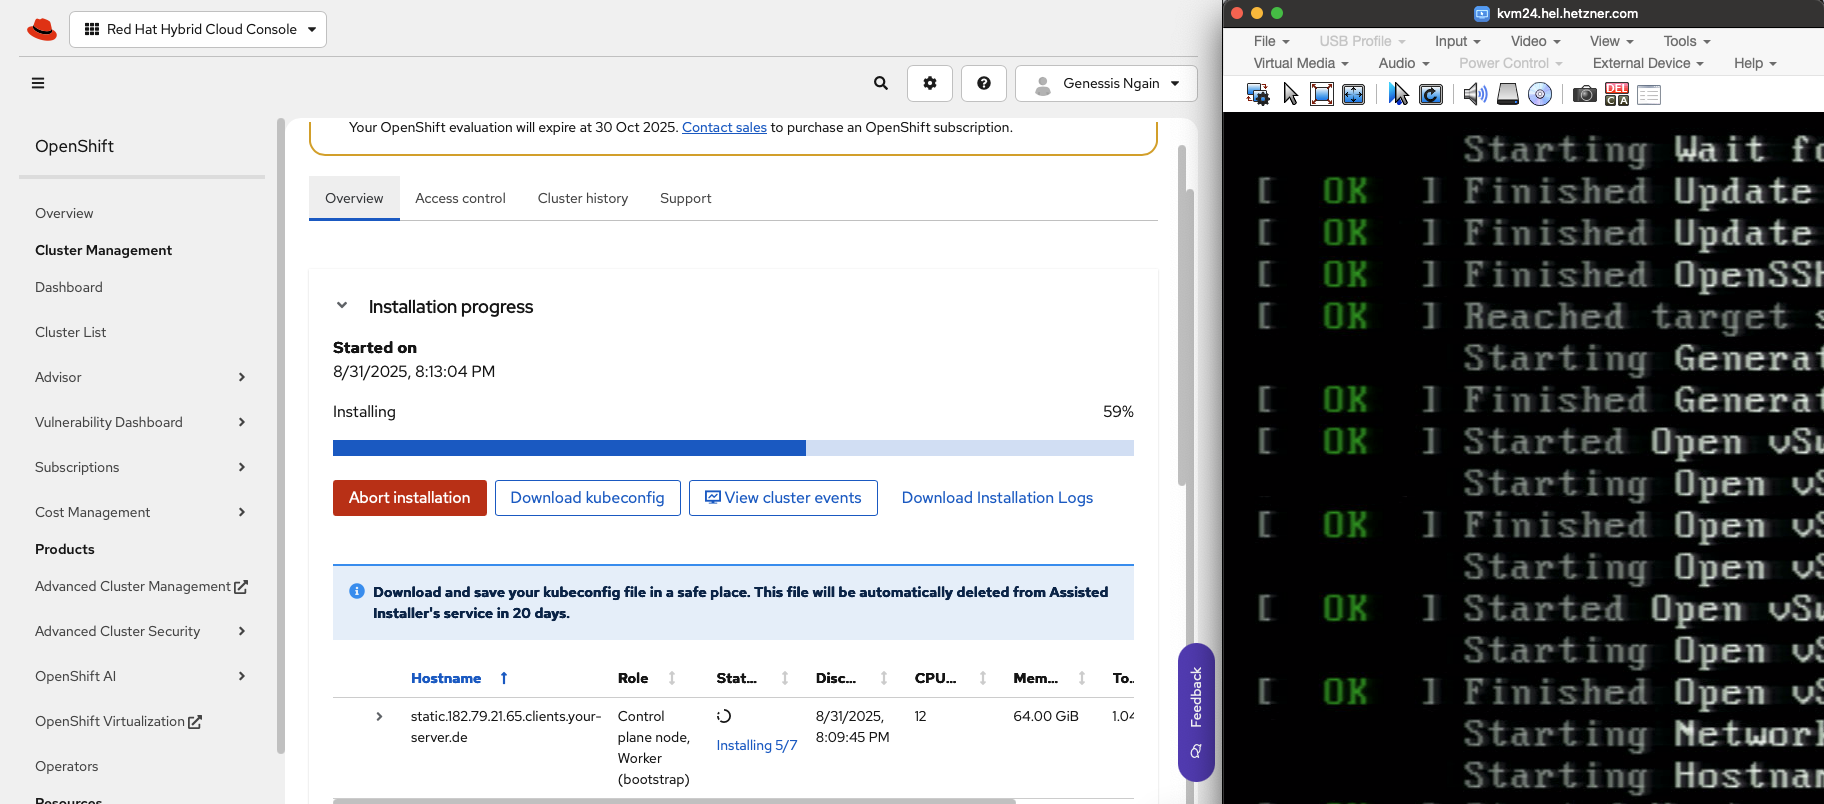 Red Hat Hybrid Cloud Console
Genessis Ngain
OpenShift
Overview
Cluster Management
Dashboard
Cluster List
Advisor
Vulnerability Dashboard
Subscriptions
Cost Management
Products
Advanced Cluster Management
Advanced Cluster Security
OpenShift AI
OpenShift Virtualization
Operators
Resources
Your OpenShift evaluation will expire at 30 Oct 2025. Contact sales to purchase an OpenShift subscription.
Overview Access control Cluster history Support
Installation progress
Started on
8/31/2025, 8:13:04 PM
Installing 59%
Abort installation Download kubeconfig View cluster events Download Installation Logs
Download and save your kubeconfig file in a safe place. This file will be automatically deleted from Assisted
Installer's service in 20 days.
Hostname Role Stat... Disc... CPU... Mem... To..
static.182.79.21.65.clients.your-
server.de
Control
plane node,
Worker
(bootstrap)
Installing 5/7
8/31/2025,
8:09:45 PM
12
64.00 GiB
1.04
Feedback
kvm24.hel.hetzner.com
File USB Profile Input Video View Tools
Virtual Media Audio Power Control External Device Help
DEL
C A
Starting Wait fo
[ OK ] Finished Update
[ OK ] Finished Update
[ OK ] Finished OpenSSH
[ OK ] Reached target s
Starting Generat
[ OK ] Finished Generat
[ OK ] Started Open vSw
Starting Open vS
[ OK ] Finished Open vS
Starting Open vS
[ OK ] Started Open vSw
Starting Open vS
[ OK ] Finished Open vS
Starting Network
Starting Hostnam